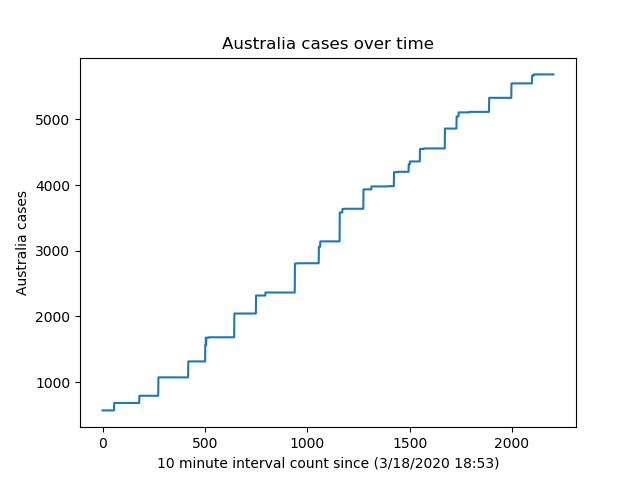 Australia cases over time
Australia cases
5000
4000
3000
2000
1000
0 500 1000 1500 2000
10 minute interval count since (3/18/2020 18:53)